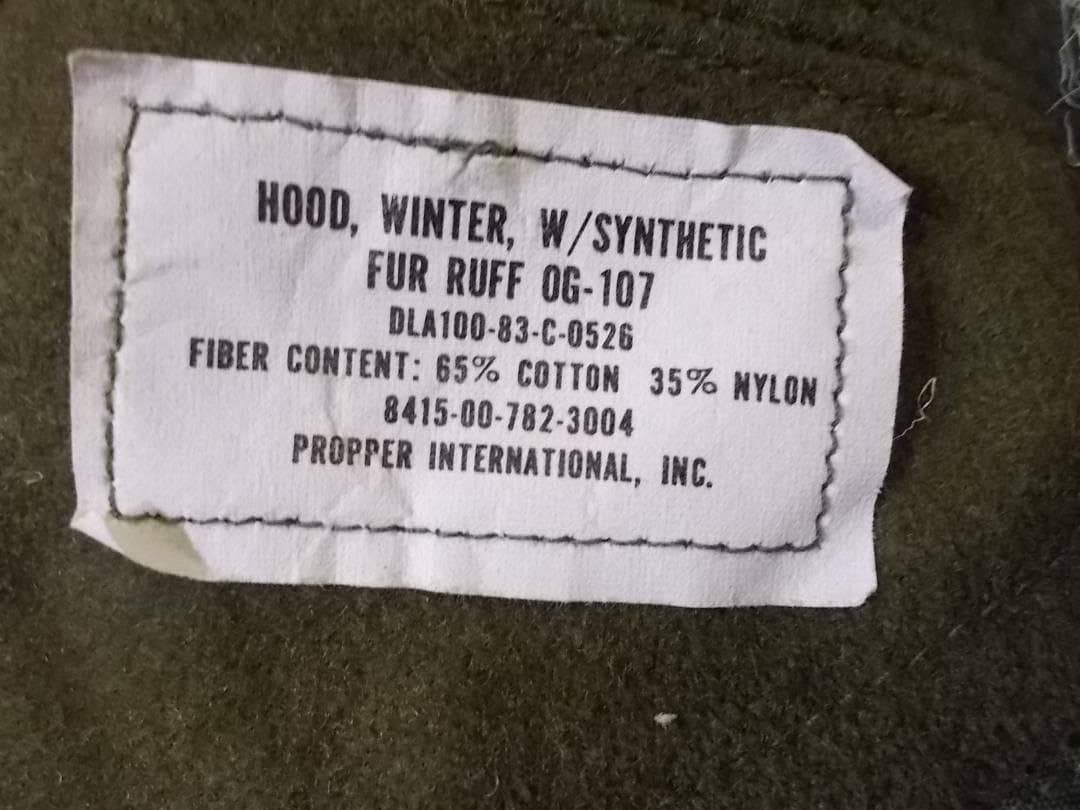 HOOD, WINTER, W/SYNTHETIC
FUR RUFF OG-107
DLA100-83-C-0526
FIBER CONTENT: 65% COTTON 35% NYLON
8415-00-782-3004
PROPPER INTERNATIONAL, INC.